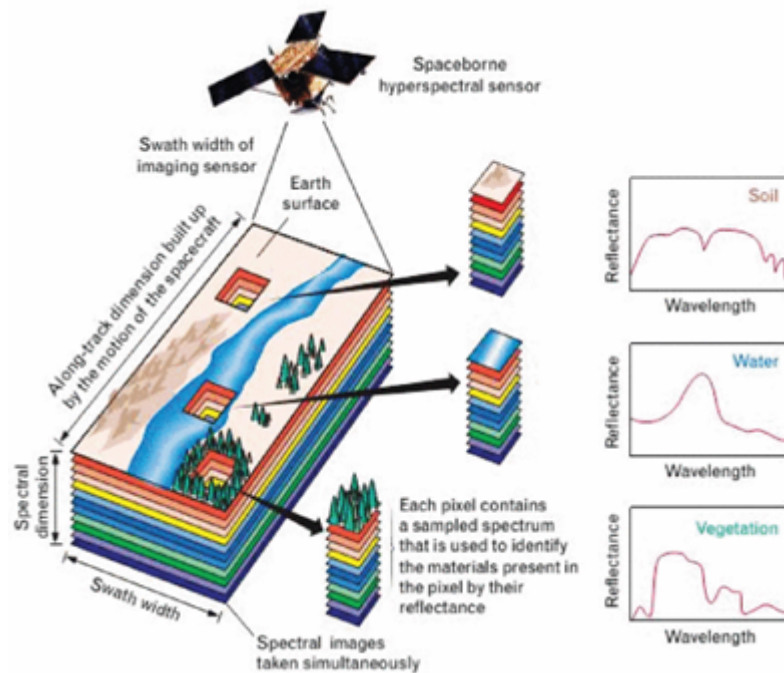 Spaceborne
hyperspectral sensor
Swath width of
imaging sensor
Earth
surface
Along-track dimension built up
by the motion of the spacecraft
Spectral
dimension
Swath width
Spectral images
taken simultaneously
Each pixel contains
a sampled spectrum
that is used to identify
the materials present in
the pixel by their
reflectance
Reflectance
Soil
Wavelength
Reflectance
Water
Wavelength
Reflectance
Vegetation
Wavelength